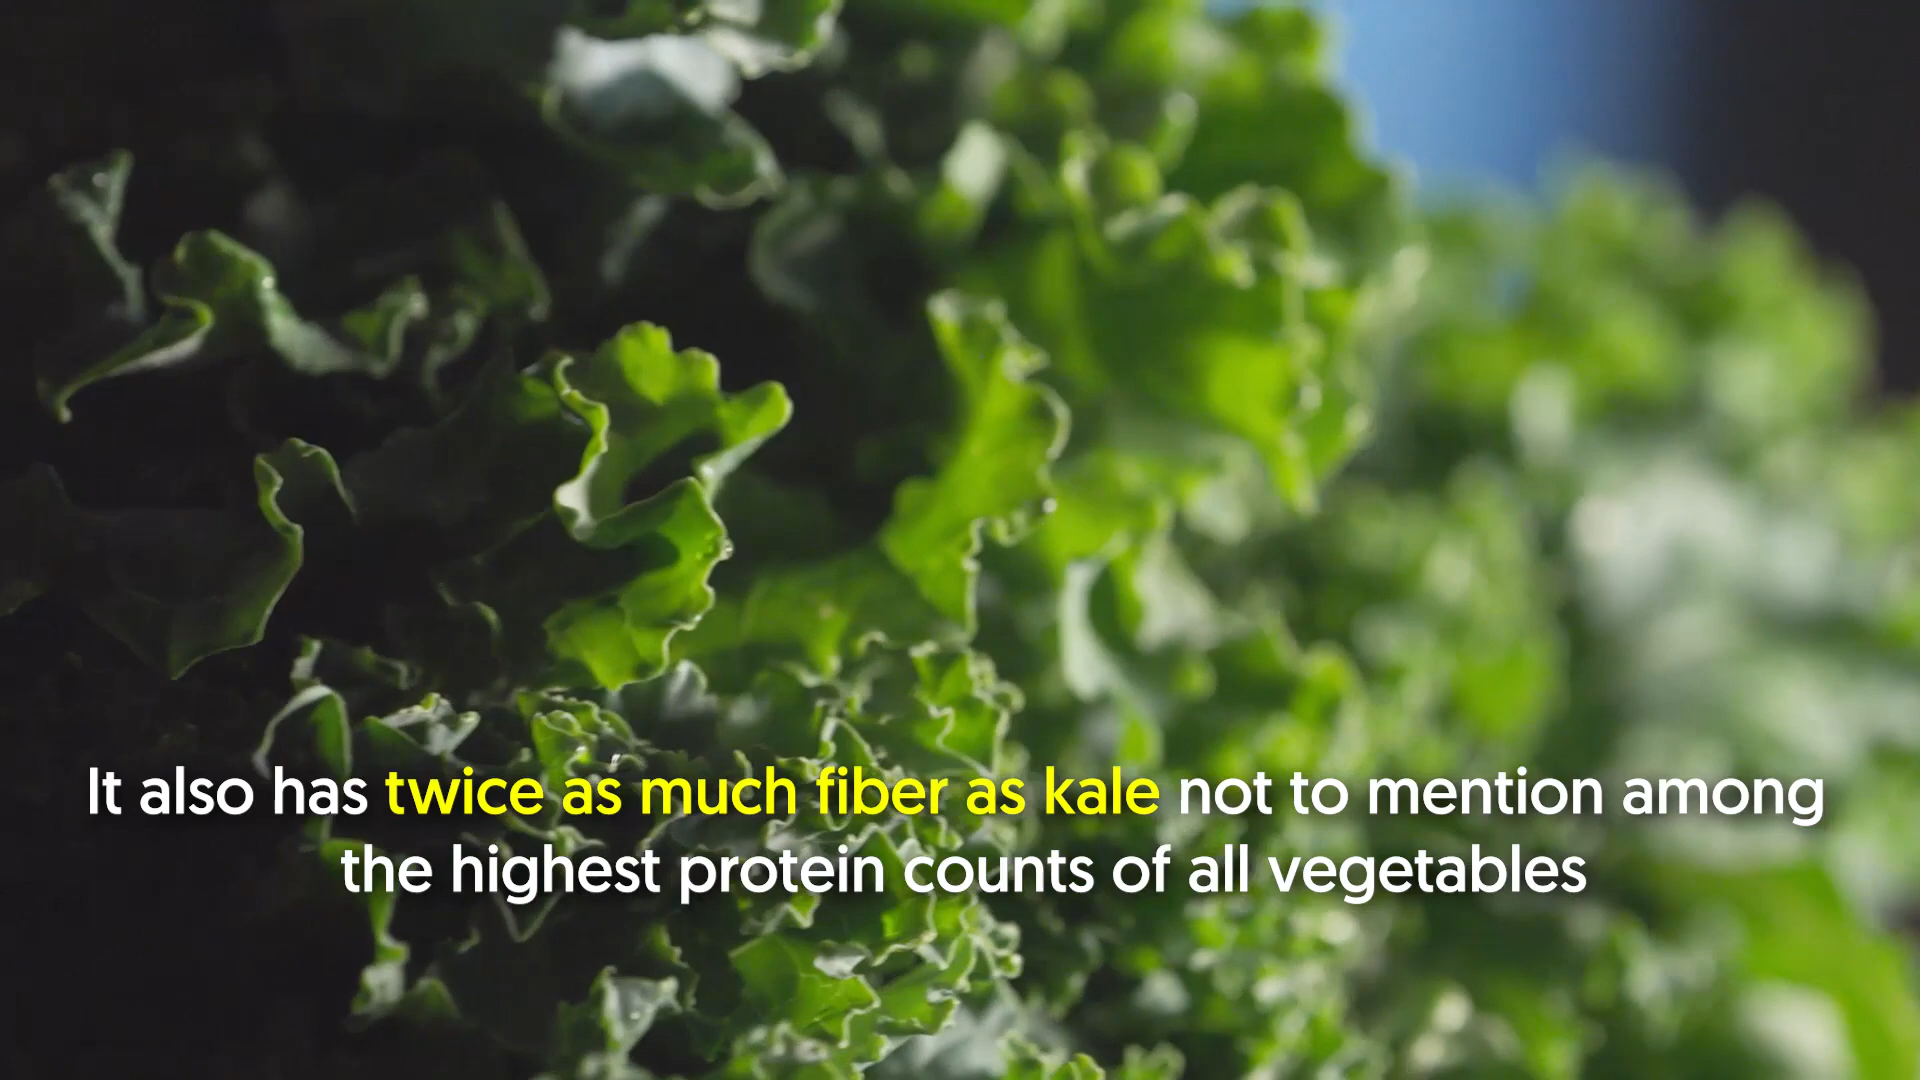 It also has twice as much fiber as kale not to mention among
the highest protein counts of all vegetables